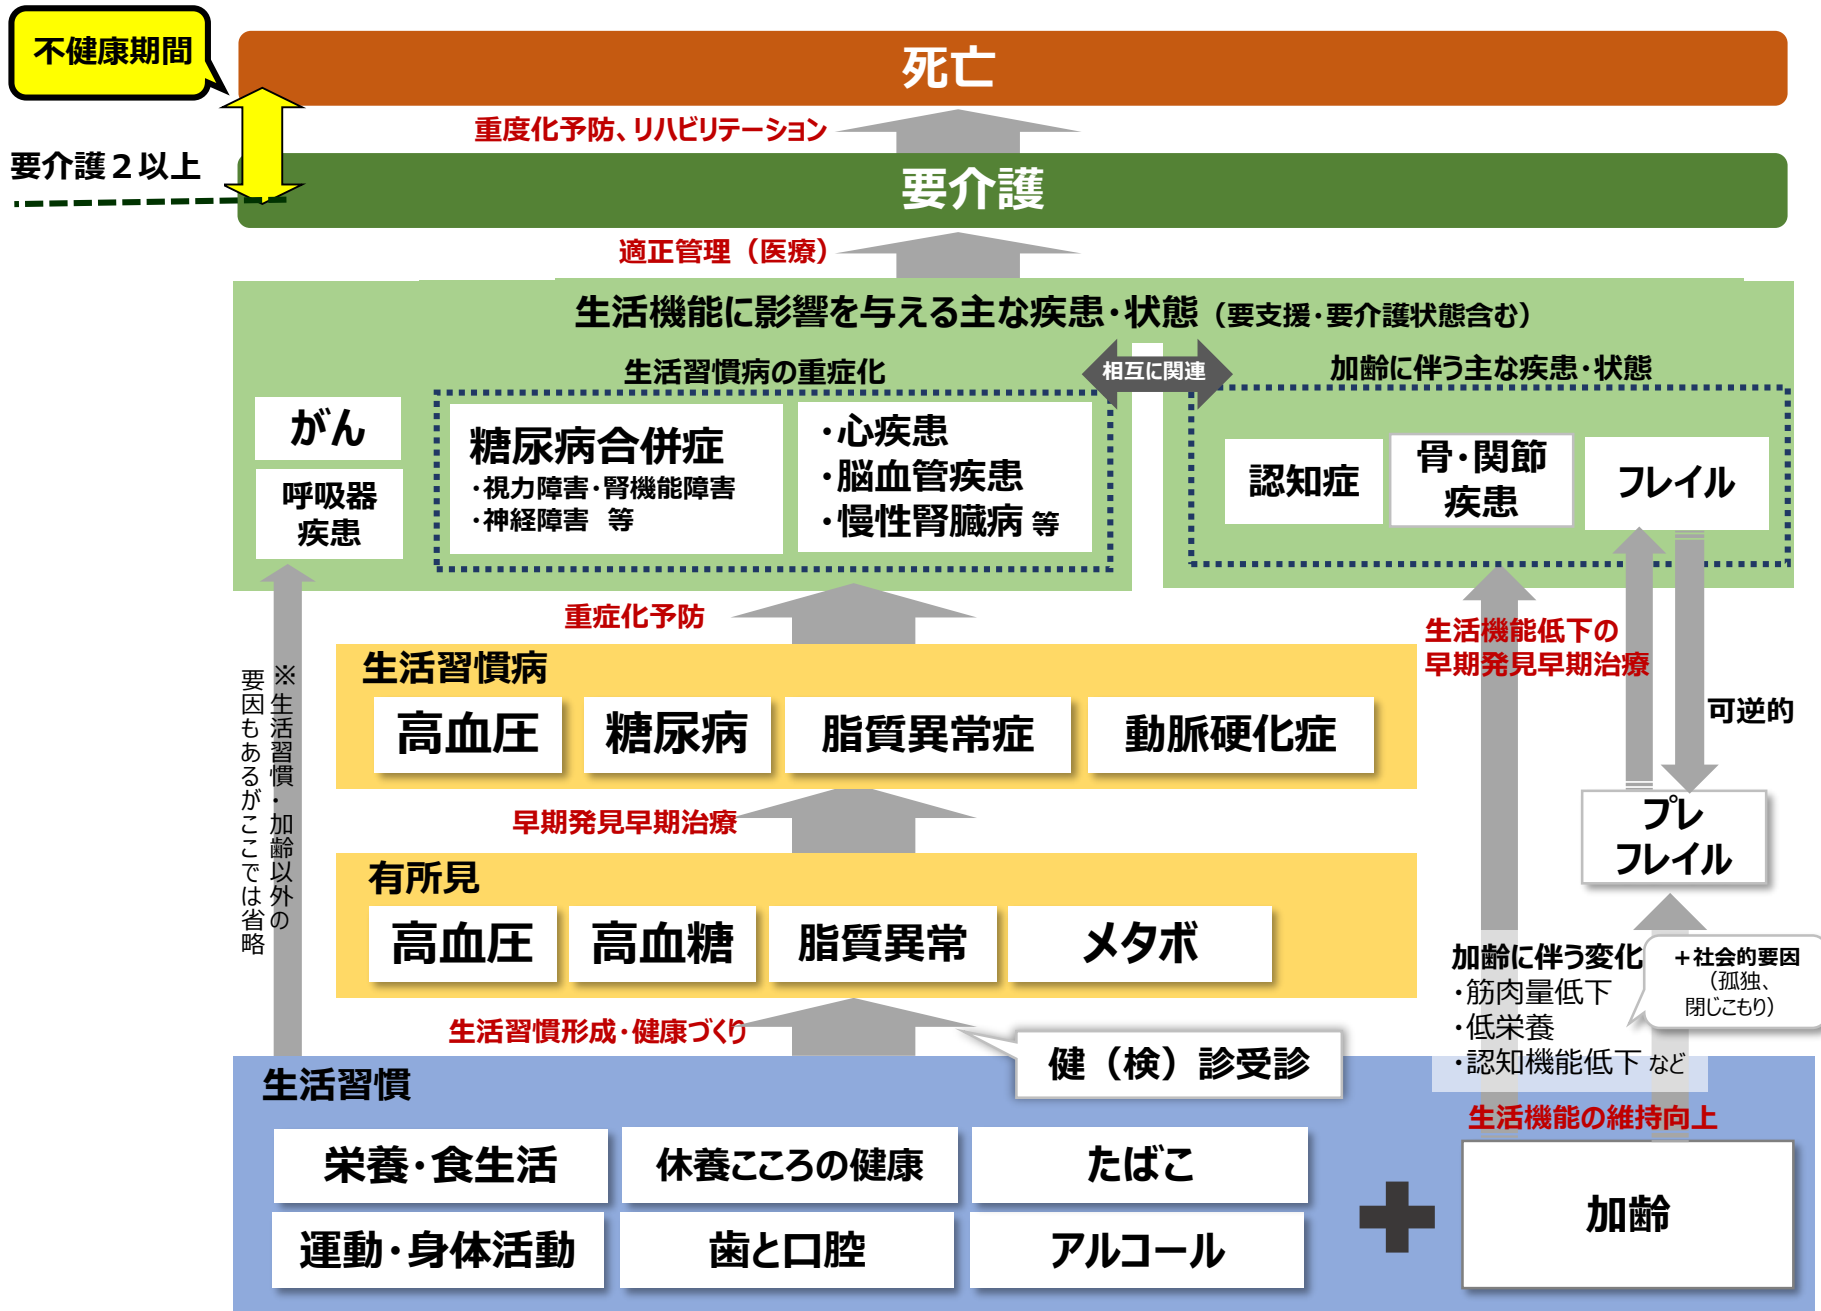 不健康期間
死亡
重度化予防、リハビリテーション
要介護２以上
要介護
適正管理（医療）
生活機能に影響を与える主な疾患・状態（要支援・要介護状態含む）
生活習慣病の重症化
相互に関連
加齢に伴う主な疾患・状態
がん
呼吸器
疾患
糖尿病合併症
・視力障害・腎機能障害
・神経障害 等
・心疾患
・脳血管疾患
・慢性腎臓病 等
認知症
骨・関節
疾患
フレイル
重症化予防
生活機能低下の
早期発見早期治療
可逆的
※生活習慣・加齢以外の
要因もあるがここでは省略
生活習慣病
高血圧
糖尿病
脂質異常症
動脈硬化症
早期発見早期治療
プレ
フレイル
有所見
高血圧
高血糖
脂質異常
メタボ
加齢に伴う変化
・筋肉量低下
・低栄養
・認知機能低下 など
＋社会的要因
（孤独、
閉じこもり）
生活習慣形成・健康づくり
健（検）診受診
生活習慣
生活機能の維持向上
栄養・食生活
休養こころの健康
たばこ
運動・身体活動
歯と口腔
アルコール
加齢